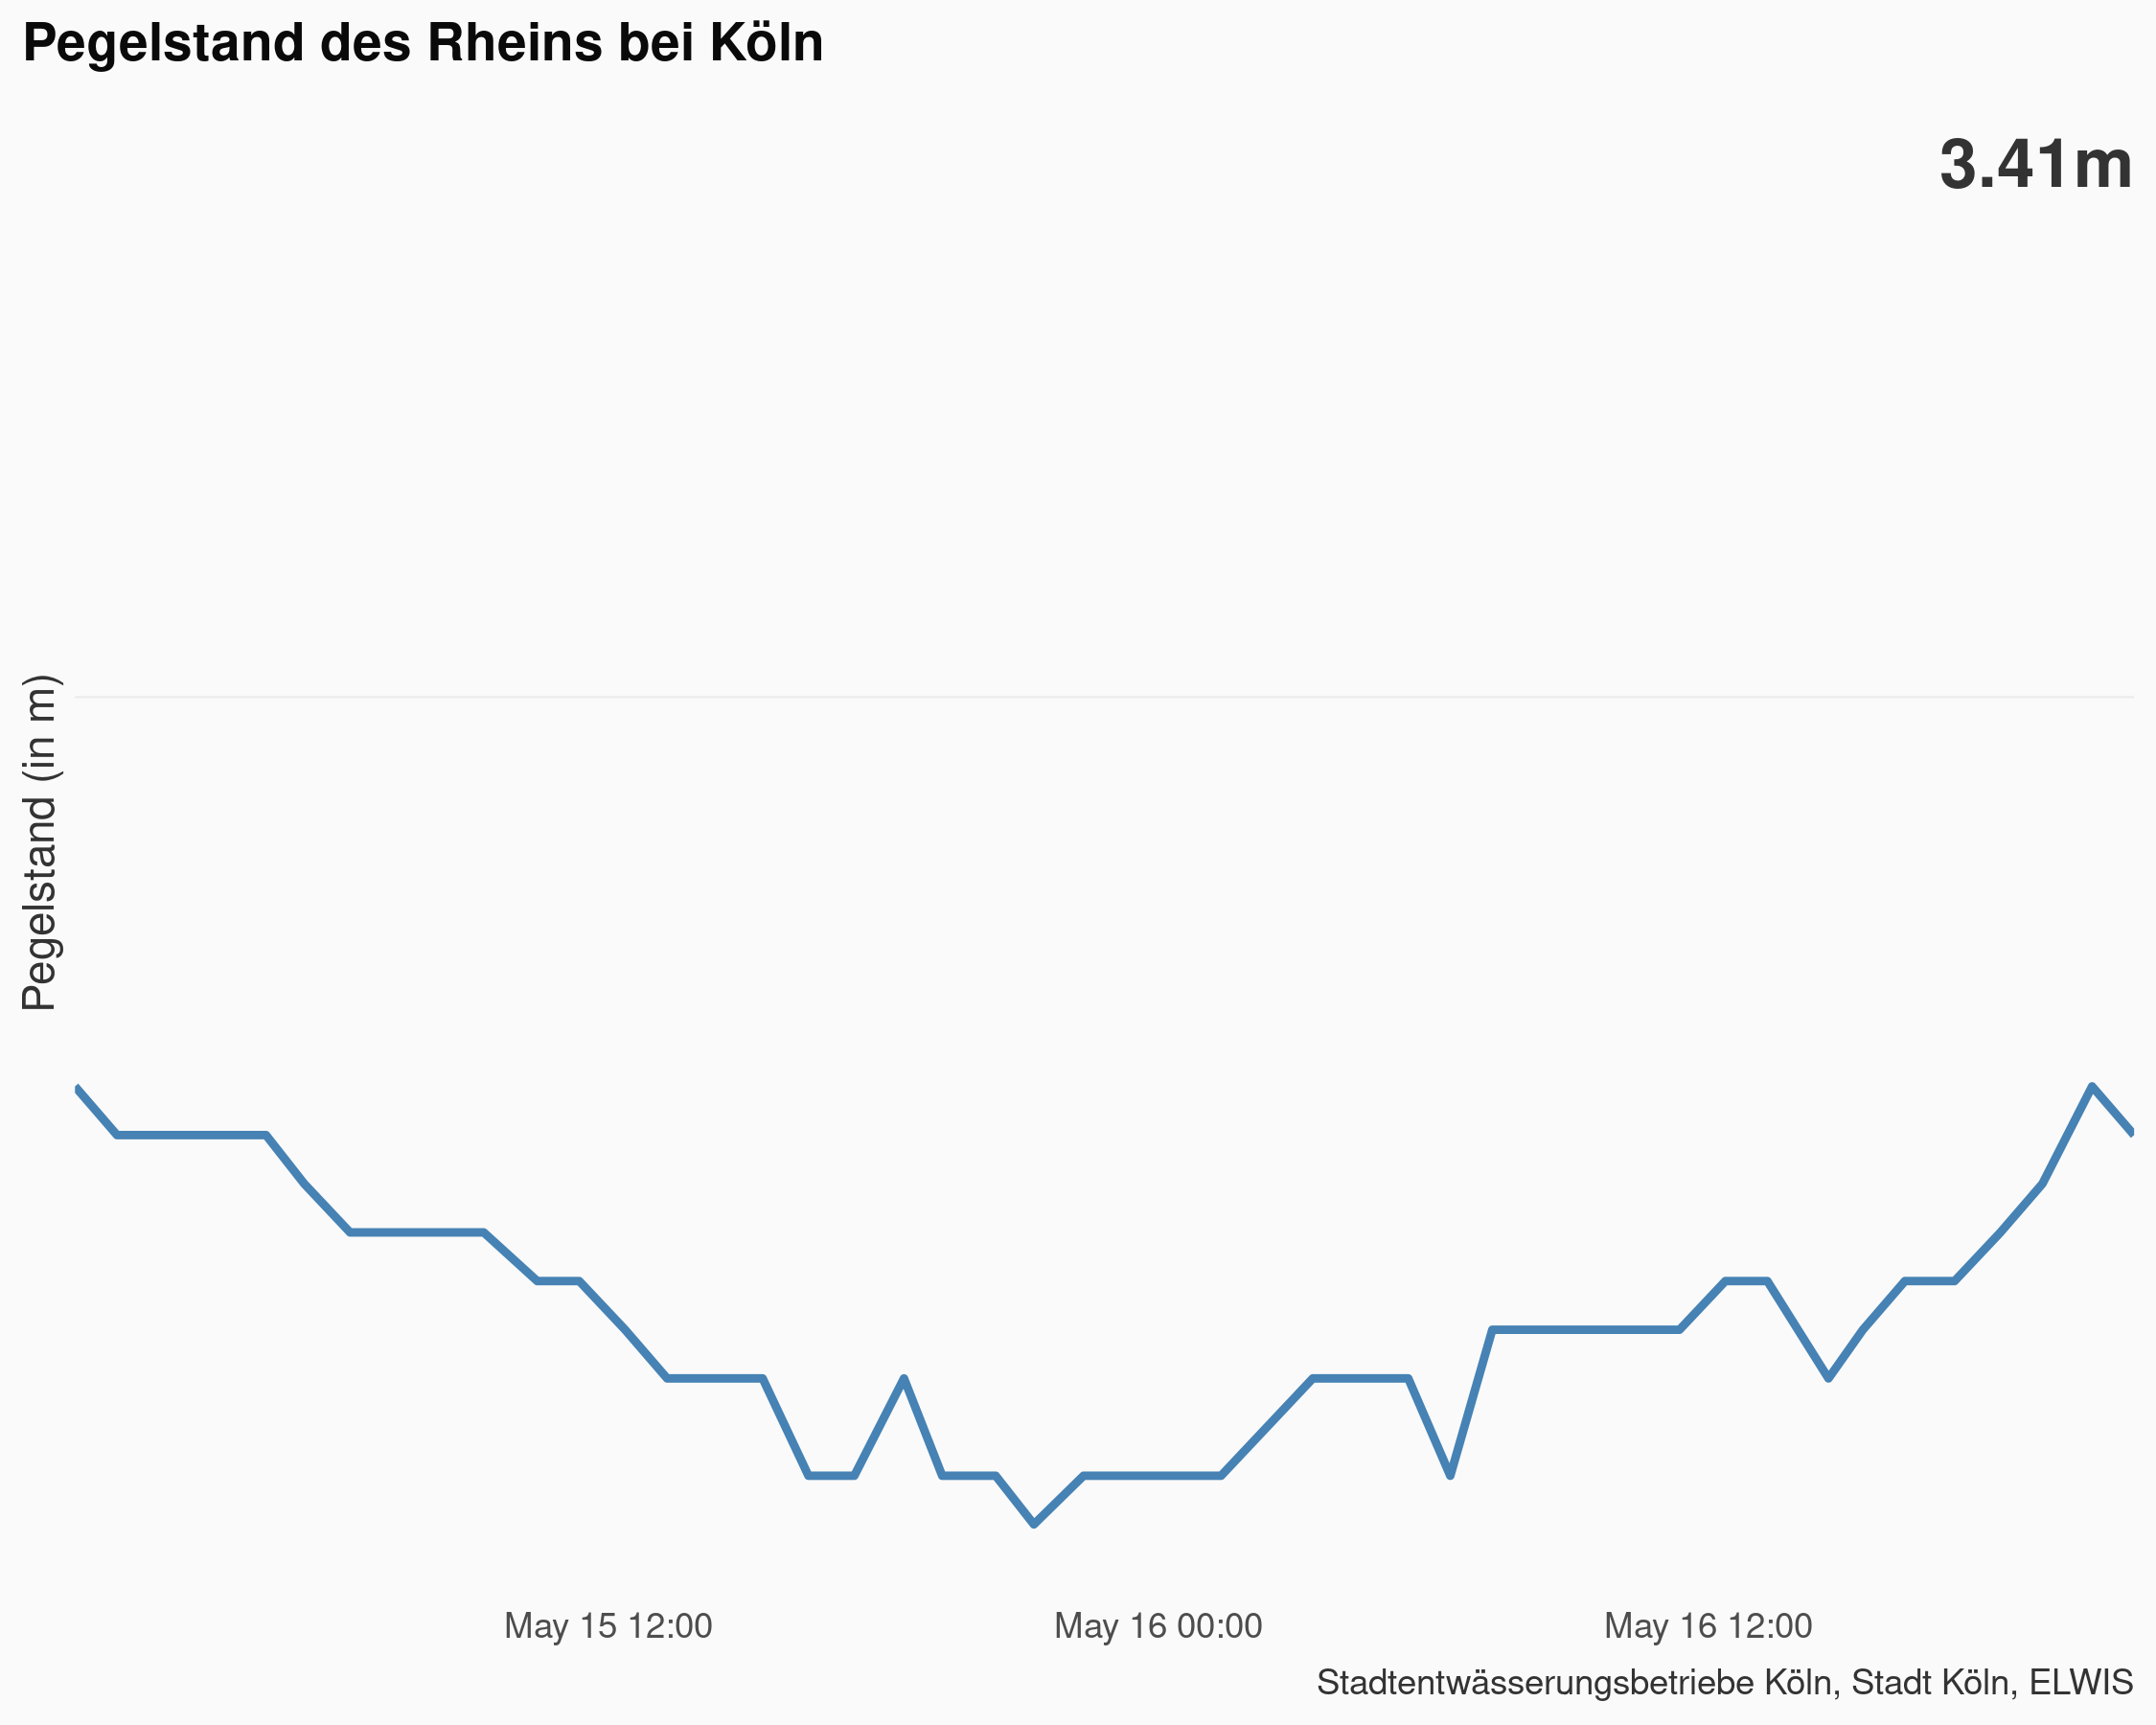 Pegelstand des Rheins bei Köln
3.41m
Pegelstand (in m)
May 15 12:00
May 16 00:00
May 16 12:00
Stadtentwässerungsbetriebe Köln, Stadt Köln, ELWIS